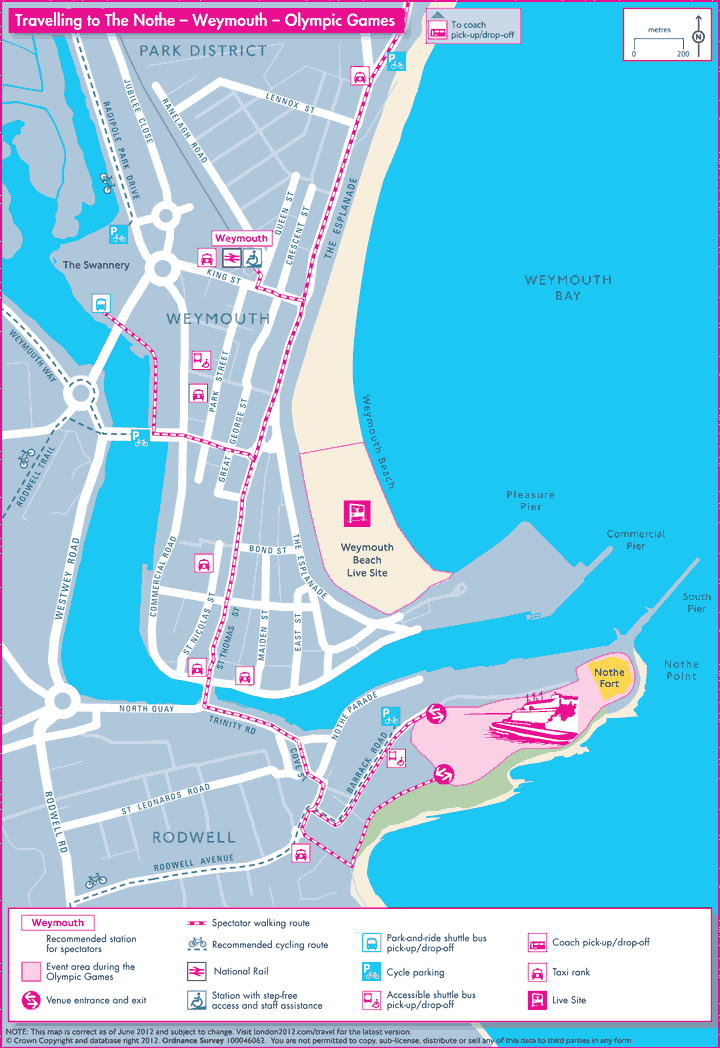 Travelling to The Nothe – Weymouth – Olympic Games
To coach
pick-up/drop-off
metres
0 200
N
PARK DISTRICT
JUBILEE CLOSE
RADIPOLE PARK DRIVE
RANELAGH ROAD
LENNOX ST
P
P
QUEEN ST
CRESCENT ST
THE ESPLANADE
Weymouth
The Swannery
KING ST
WEYMOUTH
BAY
WEYMOUTH
WEYMOUTH WAY
PARK STREET
GREAT GEORGE ST
Weymouth Beach
P
RODWELL TRAIL
Pleasure
Pier
Commercial
Pier
Weymouth
Beach
Live Site
BOND ST
THE ESPLANADE
WESTWEY ROAD
COMMERCIAL ROAD
ST NICOLAS ST
ST THOMAS ST
MAIDEN ST
EAST ST
South
Pier
Nothe
Point
Nothe
Fort
NORTH QUAY
TRINITY RD
NOTHE PARADE
P
COVE ST
BARRACK ROAD
RODWELL RD
ST LEONARDS ROAD
RODWELL
RODWELL AVENUE
Weymouth
Recommended station
for spectators
Event area during the
Olympic Games
Venue entrance and exit
Spectator walking route
Recommended cycling route
National Rail
Station with step-free
access and staff assistance
Park-and-ride shuttle bus
pick-up/drop-off
P
Cycle parking
Accessible shuttle bus
pick-up/drop-off
Coach pick-up/drop-off
Taxi rank
Live Site
NOTE: This map is correct as of June 2012 and subject to change. Visit london2012.com/travel for the latest version.
© Crown Copyright and database right 2012. Ordnance Survey 100046062. You are not permitted to copy, sub-license, distribute or sell any of this data to third parties in any form